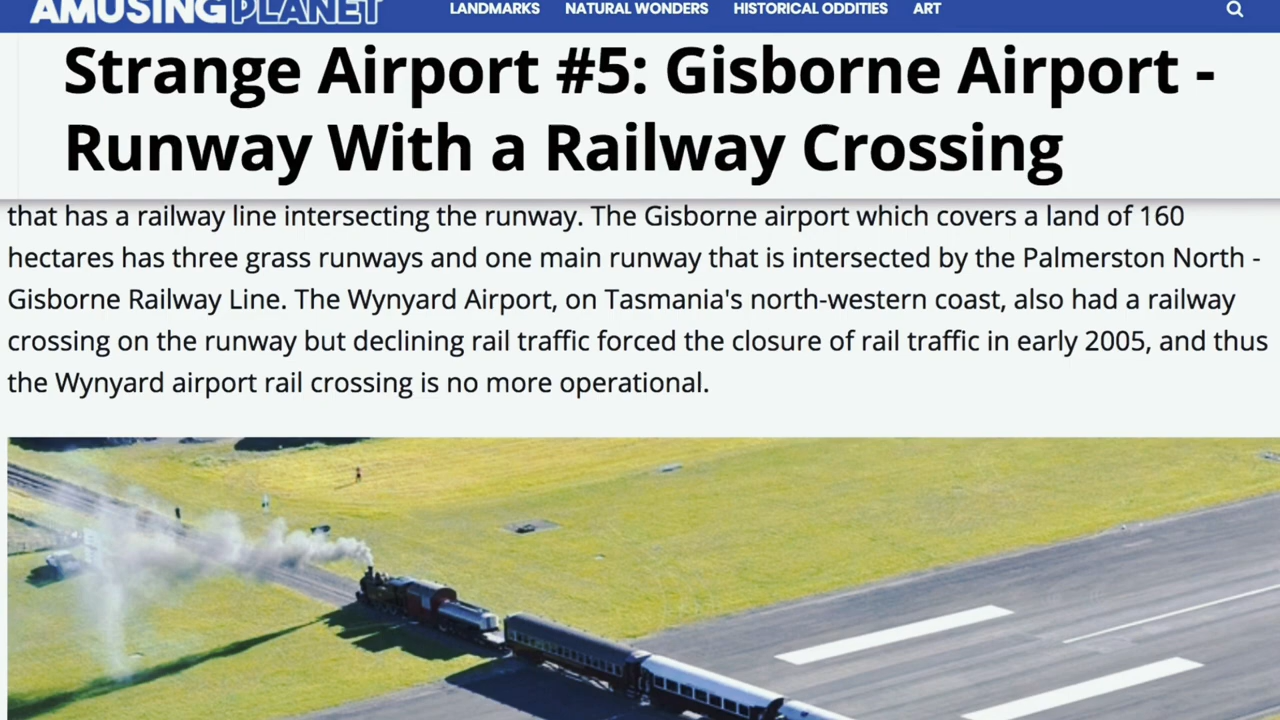 AMUSING PLANET
LANDMARKS NATURAL WONDERS HISTORICAL ODDITIES ART
Strange Airport #5: Gisborne Airport -
Runway With a Railway Crossing
that has a railway line intersecting the runway. The Gisborne airport which covers a land of 160
hectares has three grass runways and one main runway that is intersected by the Palmerston North -
Gisborne Railway Line. The Wynyard Airport, on Tasmania's north-western coast, also had a railway
crossing on the runway but declining rail traffic forced the closure of rail traffic in early 2005, and thus
the Wynyard airport rail crossing is no more operational.